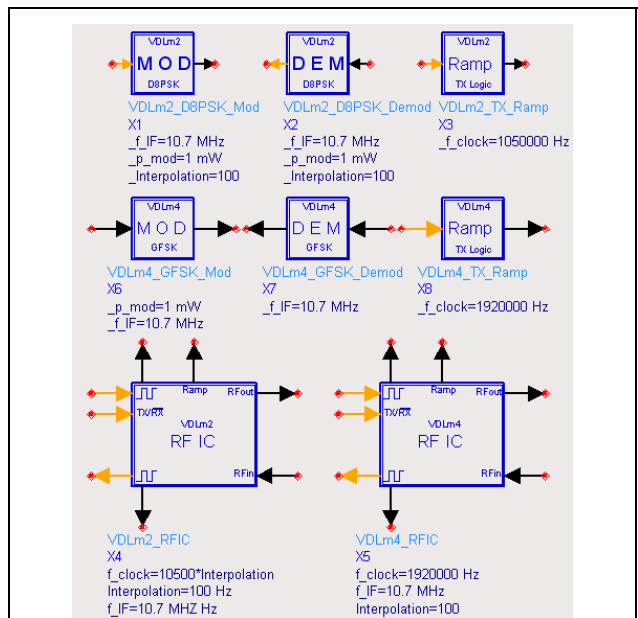 VDLm2
MOD
D8PSK
VDLm2_D8PSK_Mod
X1
_f_IF=10.7 MHz
_p_mod=1 mW
_Interpolation=100
VDLm2
DEM
D8PSK
VDLm2_D8PSK_Demod
X2
_f_IF=10.7 MHz
_p_mod=1 mW
_Interpolation=100
VDLm2
Ramp
TX Logic
VDLm2_TX_Ramp
X3
_f_clock=1050000 Hz
VDLm4
MOD
GFSK
VDLm4_GFSK_Mod
X6
_p_mod=1 mW
_f_IF=10.7 MHz
VDLm4
DEM
GFSK
VDLm4_GFSK_Demod
X7
_f_IF=10.7 MHz
VDLm4
Ramp
TX Logic
VDLm4_TX_Ramp
X8
_f_clock=1920000 Hz
Ramp
RFout
TX/RX
VDLm2
RF IC
RFin
VDLm2_RFIC
X4
f_clock=10500*Interpolation
Interpolation=100 Hz
f_IF=10.7 MHZ Hz
Ramp
RFout
TX/RX
VDLm4
RF IC
RFin
VDLm4_RFIC
X5
f_clock=1920000 Hz
f_IF=10.7 MHz
Interpolation=100